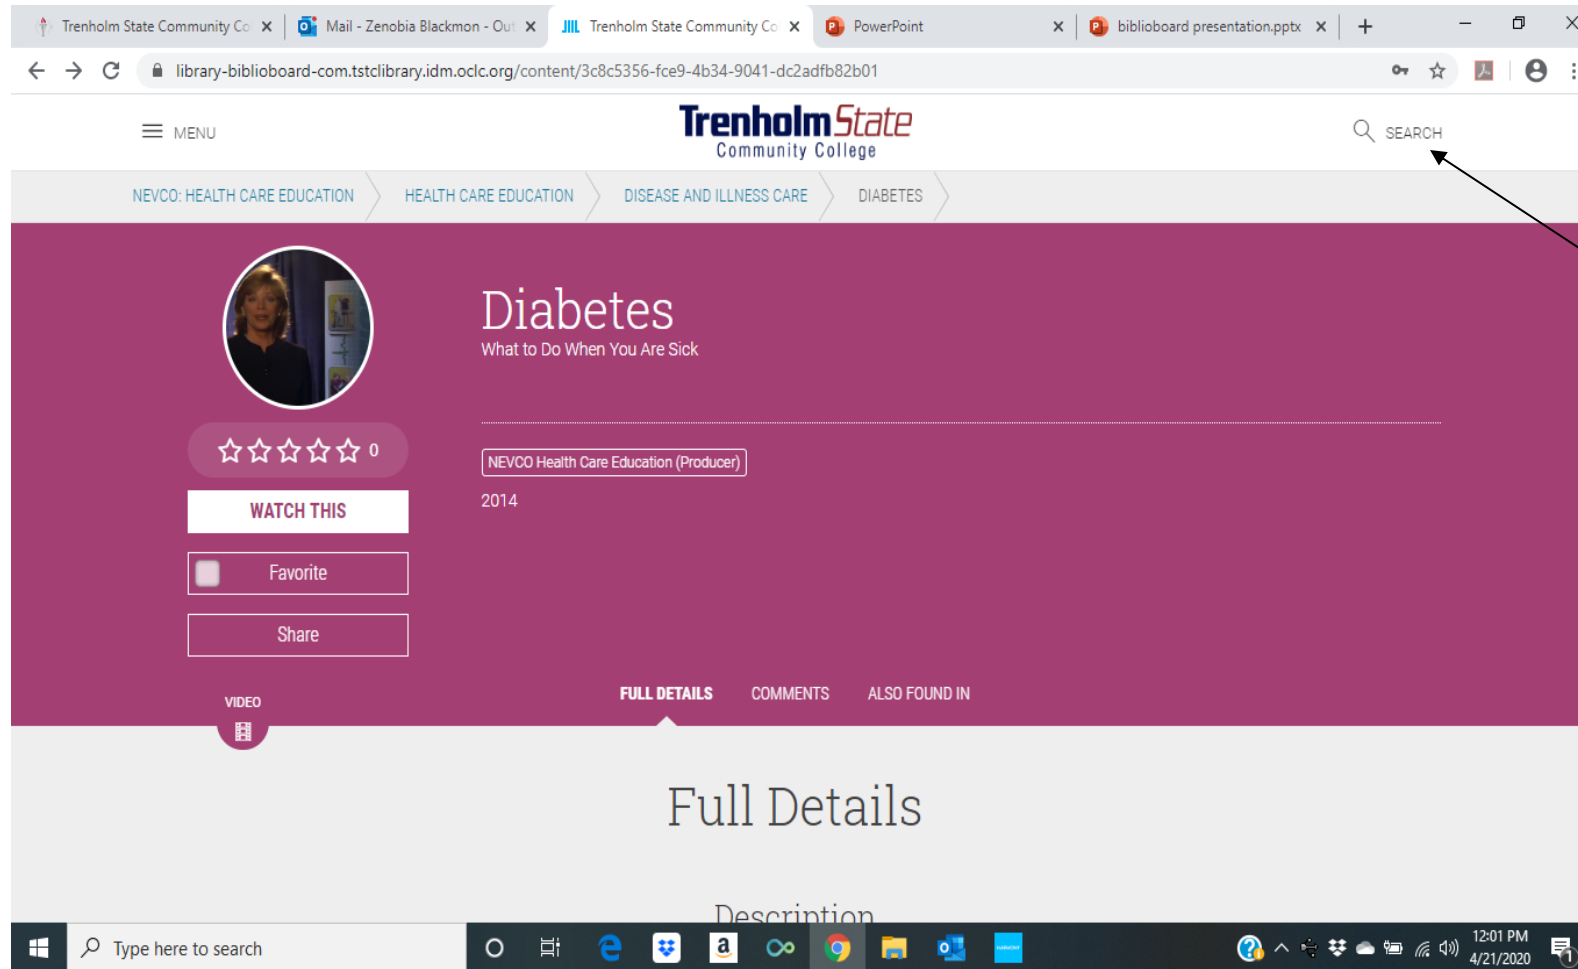 Trenholm State Community Co
Mail - Zenobia Blackmon - Out
Trenholm State Community Co
PowerPoint
biblioboard presentation.pptx
library-biblioboard-com.tstclibrary.idm.oclc.org/content/3c8c5356-fce9-4b34-9041-dc2adfb82b01
MENU
Trenholm State
Community College
SEARCH
NEVCO: HEALTH CARE EDUCATION
HEALTH CARE EDUCATION
DISEASE AND ILLNESS CARE
DIABETES
Diabetes
What to Do When You Are Sick
0
NEVCO Health Care Education (Producer)
2014
WATCH THIS
Favorite
Share
VIDEO
FULL DETAILS
COMMENTS
ALSO FOUND IN
Full Details
Description
Type here to search
12:01 PM
4/21/2020
1